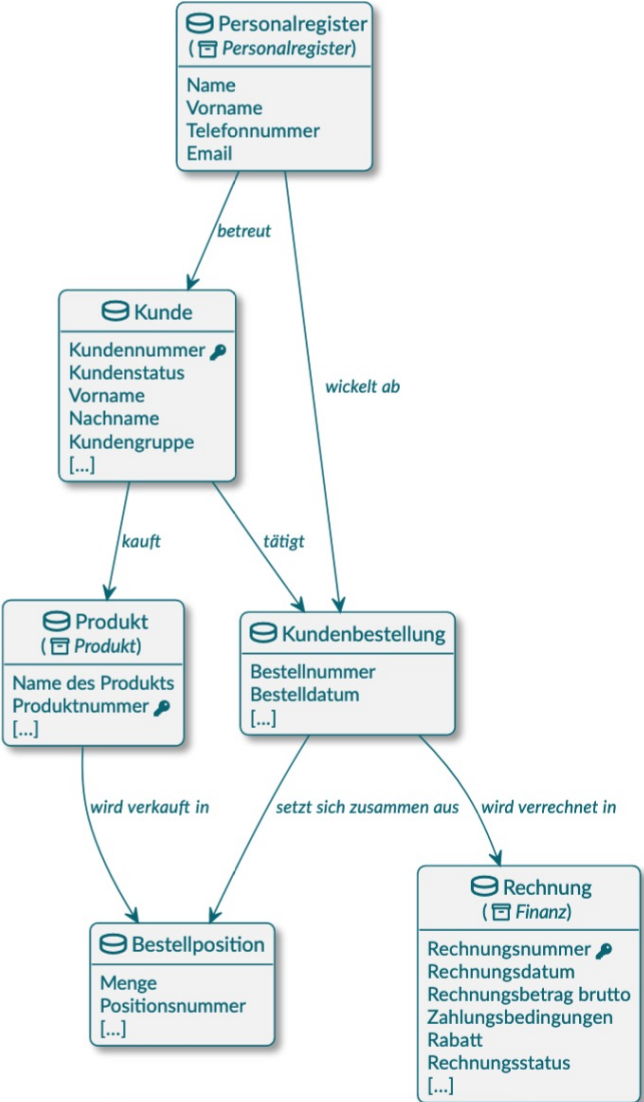 Personalregister
( Personalregister)
Name
Vorname
Telefonnummer
Email
betreut
wickelt ab
Kunde
Kundennummer
Kundenstatus
Vorname
Nachname
Kundengruppe
[...]
kauft
tätigt
Produkt
( Produkt)
Name des Produkts
Produktnummer
[...]
Kundenbestellung
Bestellnummer
Bestelldatum
[...]
wird verkauft in
setzt sich zusammen aus
wird verrechnet in
Bestellposition
Menge
Positionsnummer
[...]
Rechnung
( Finanz)
Rechnungsnummer
Rechnungsdatum
Rechnungsbetrag brutto
Zahlungsbedingungen
Rabatt
Rechnungsstatus
[...]